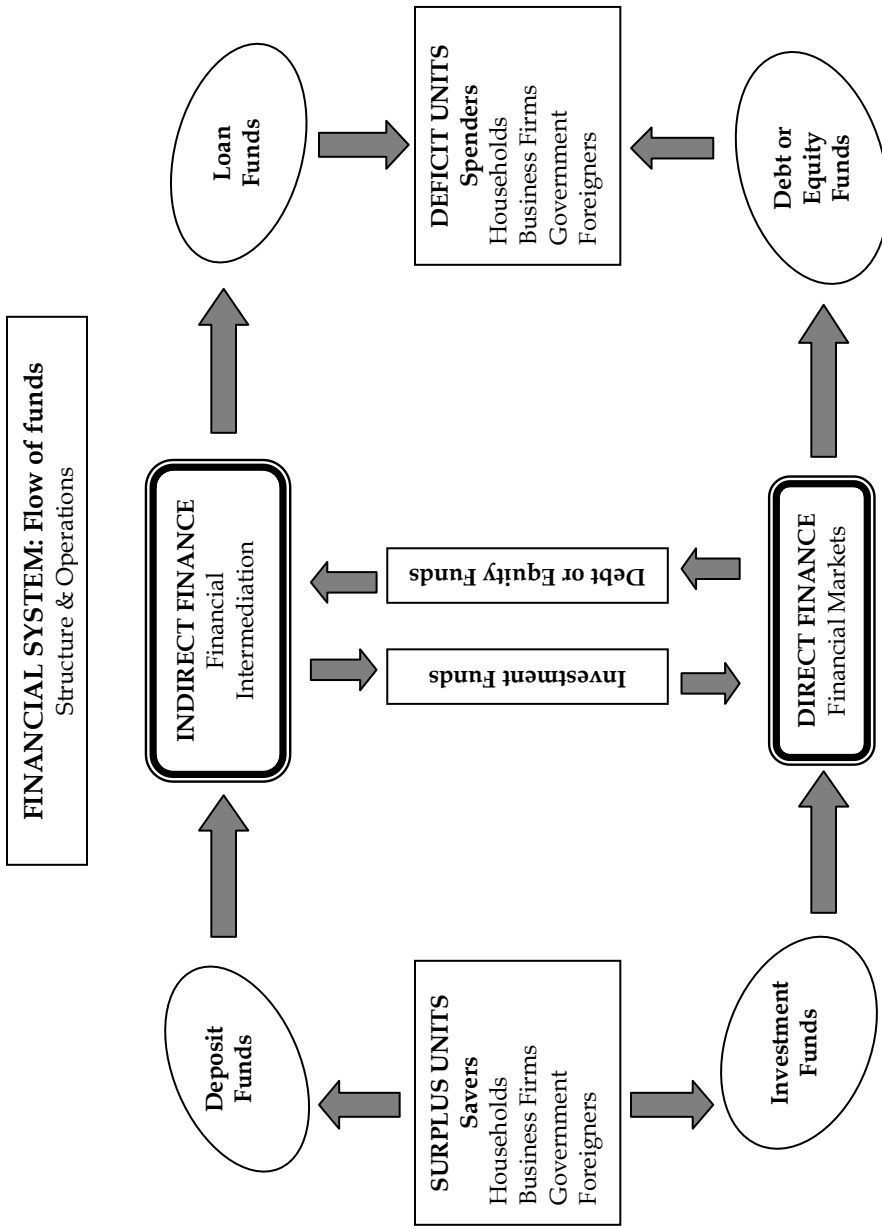 FINANCIAL SYSTEM: Flow of funds
Structure & Operations
Deposit
Funds
INDIRECT FINANCE
Financial
Intermediation
Loan
Funds
SURPLUS UNITS
Savers
Households
Business Firms
Government
Foreigners
Investment Funds
Debt or Equity Funds
DEFICIT UNITS
Spenders
Households
Business Firms
Government
Foreigners
Investment
Funds
DIRECT FINANCE
Financial Markets
Debt or
Equity
Funds